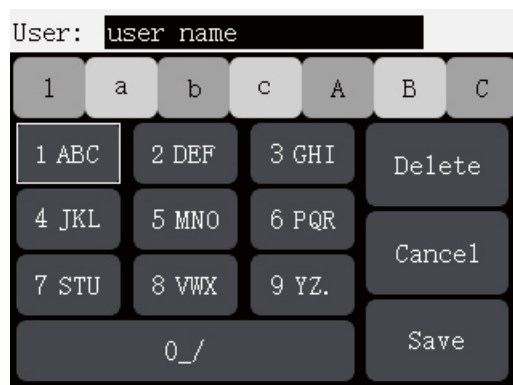 User: user name
1 a b c A B C
1 ABC 2 DEF 3 GHI Delete
4 JKL 5 MNO 6 PQR
Cancel
7 STU 8 VWX 9 YZ.
0_/ Save